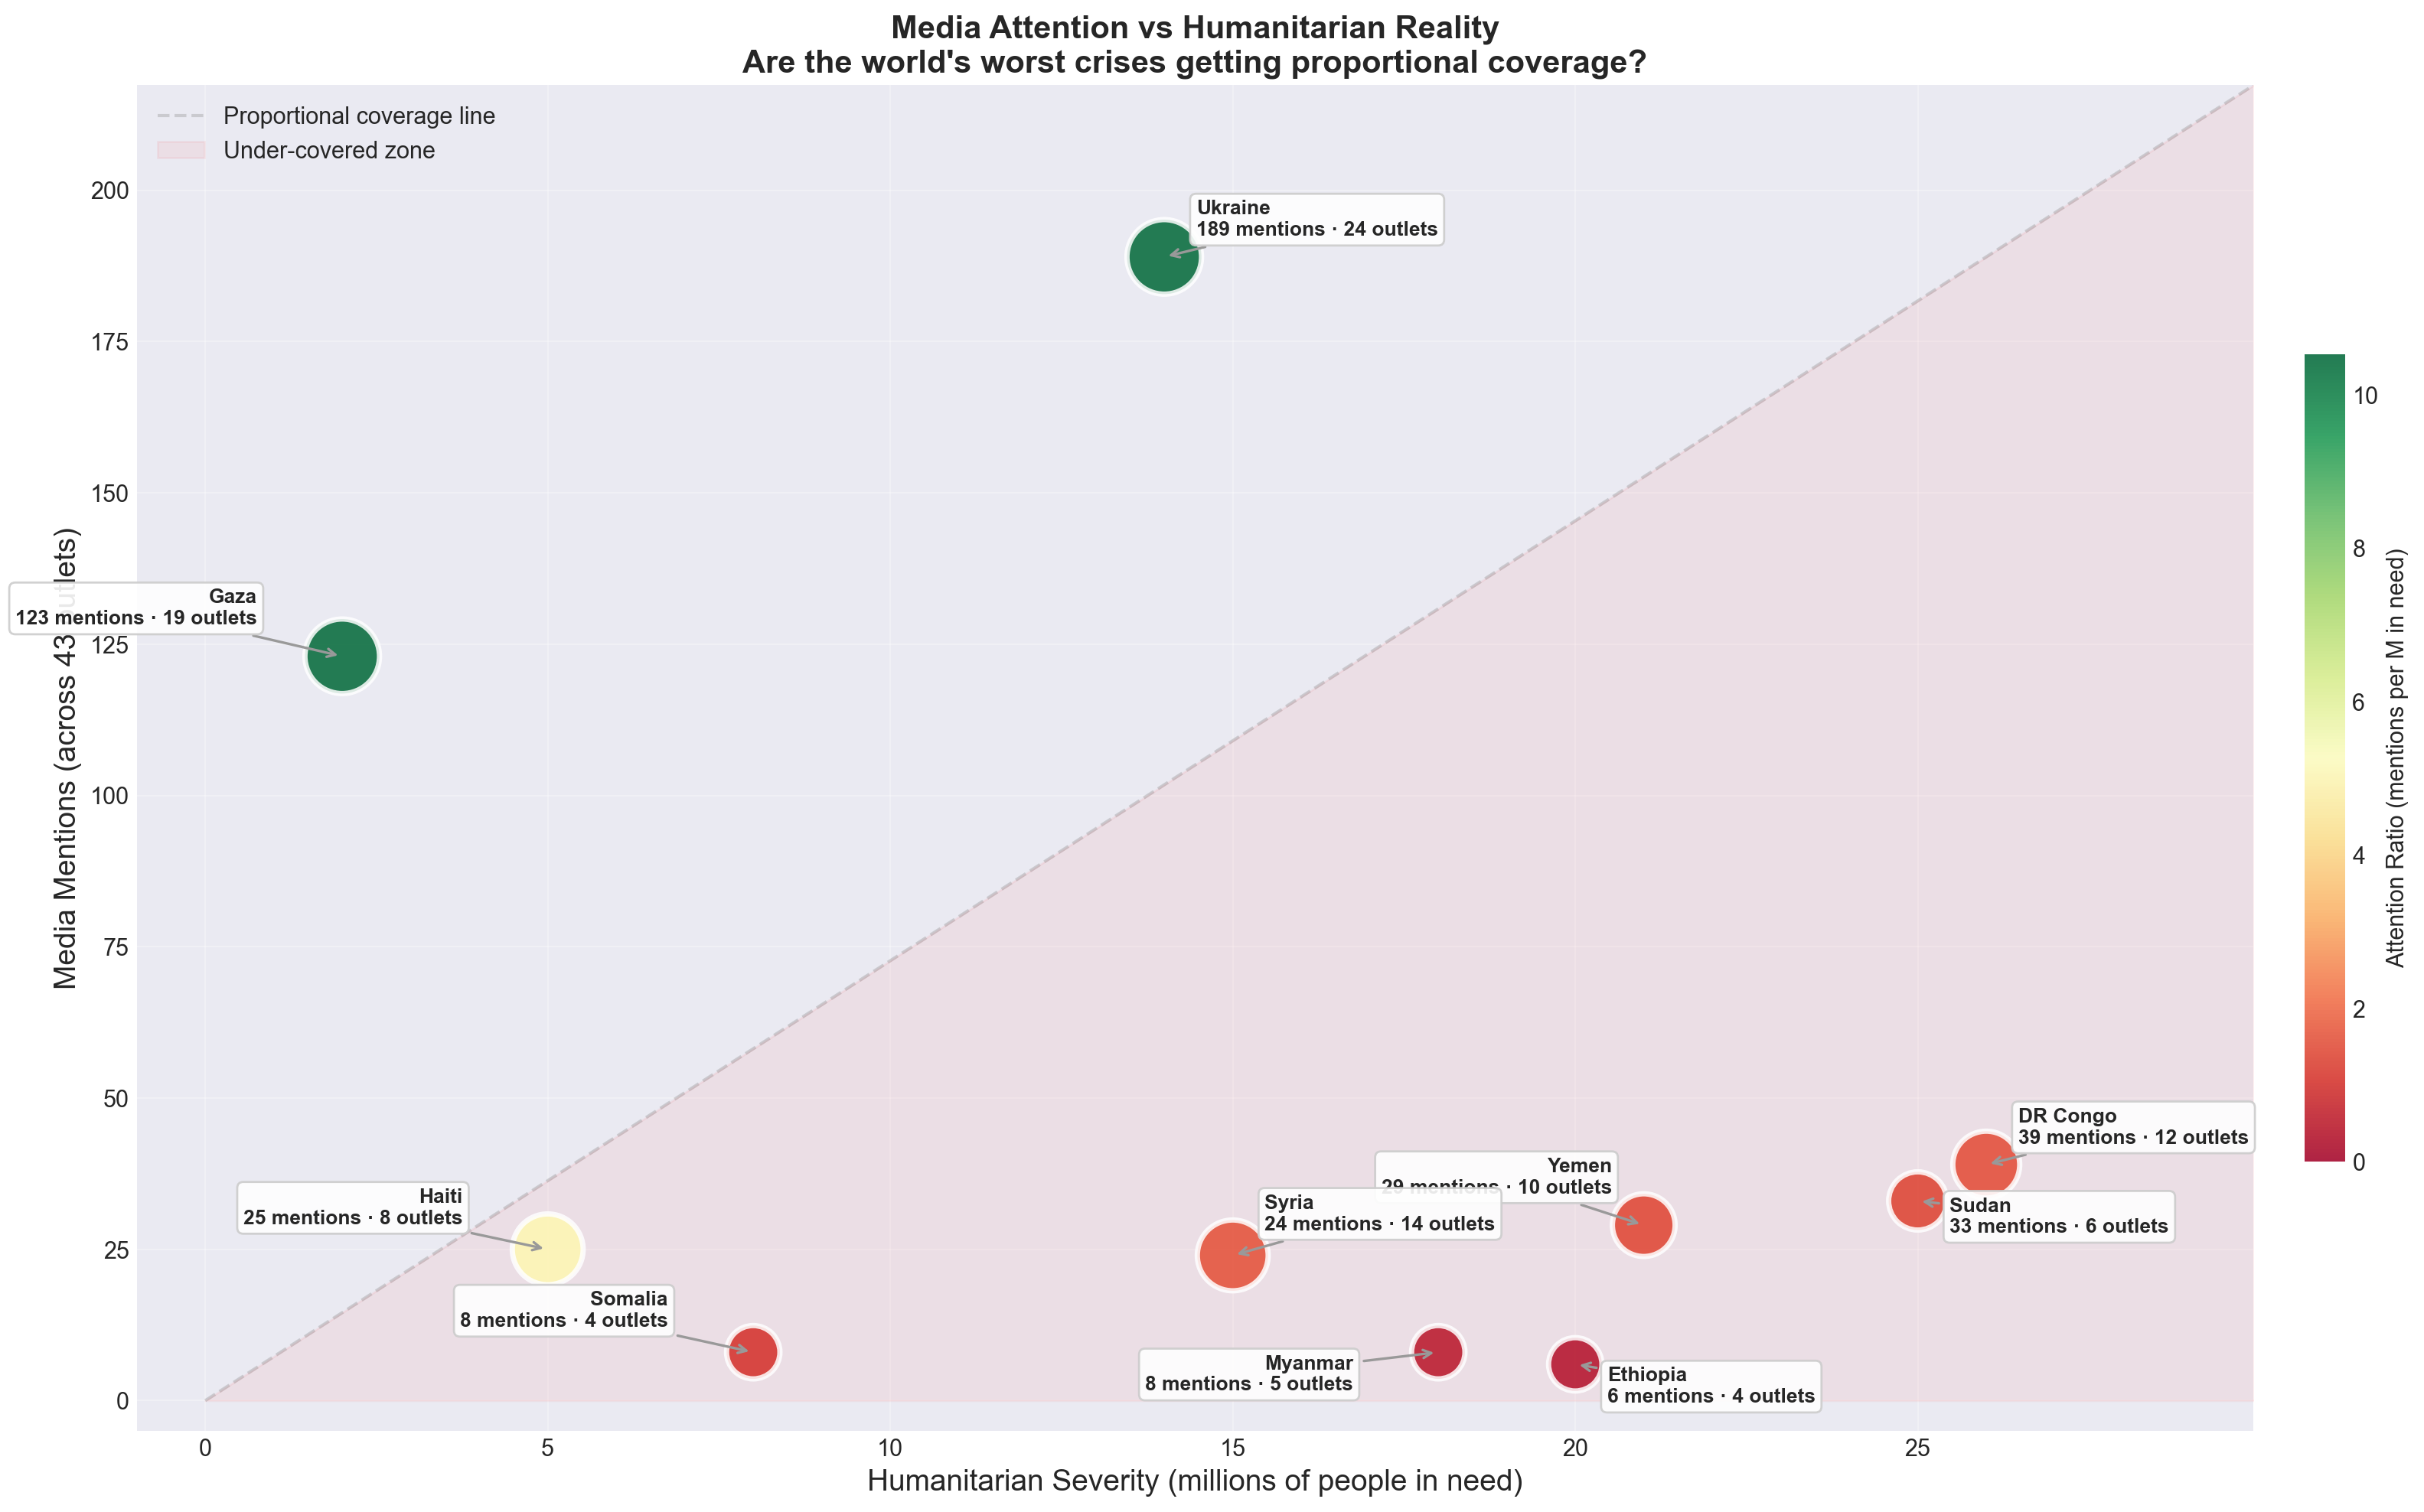 Media Attention vs Humanitarian Reality
Are the world's worst crises getting proportional coverage?
Proportional coverage line
Under-covered zone
Media Mentions (across 43 outlets)
200
175
150
125
100
75
50
25
0
Ukraine
189 mentions · 24 outlets
Gaza
123 mentions · 19 outlets
DR Congo
39 mentions · 12 outlets
Yemen
29 mentions · 10 outlets
Haiti
25 mentions · 8 outlets
Syria
24 mentions · 14 outlets
Sudan
33 mentions · 6 outlets
Somalia
8 mentions · 4 outlets
Myanmar
8 mentions · 5 outlets
Ethiopia
6 mentions · 4 outlets
0
5
10
15
20
25
Humanitarian Severity (millions of people in need)
10
8
6
4
2
0
Attention Ratio (mentions per M in need)